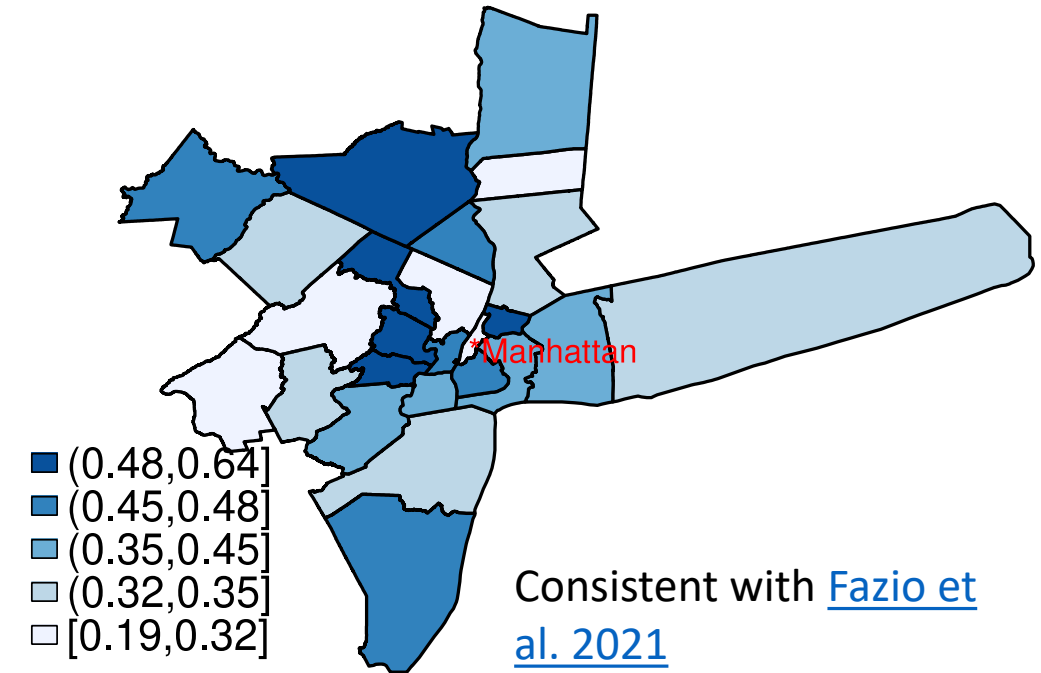 *Manhattan
(0.48,0.64]
(0.45,0.48]
(0.35,0.45]
(0.32,0.35]
[0.19,0.32]
Consistent with Fazio et
al. 2021